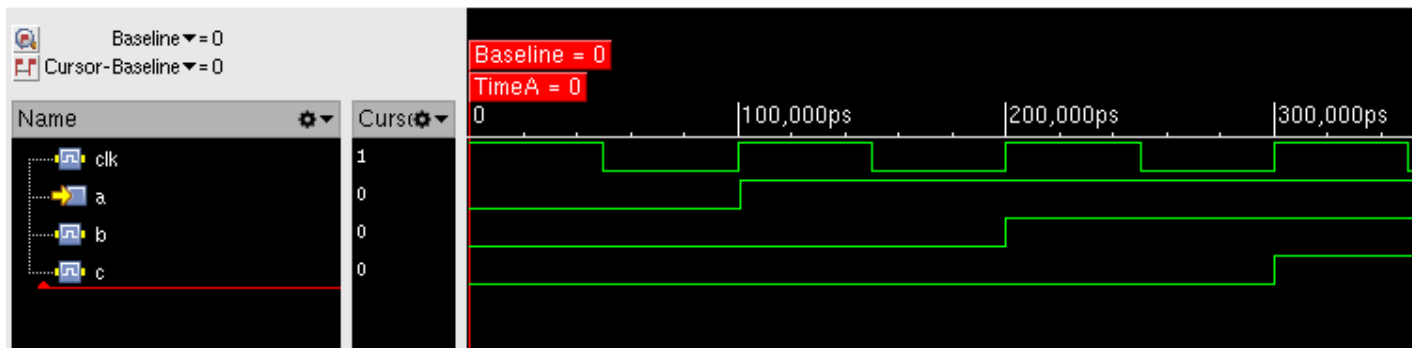 Baseline▼= 0
Cursor-Baseline▼= 0
Baseline = 0
TimeA = 0
Name
Curso
0
100,000ps
200,000ps
300,000ps
clk
1
a
0
b
0
c
0